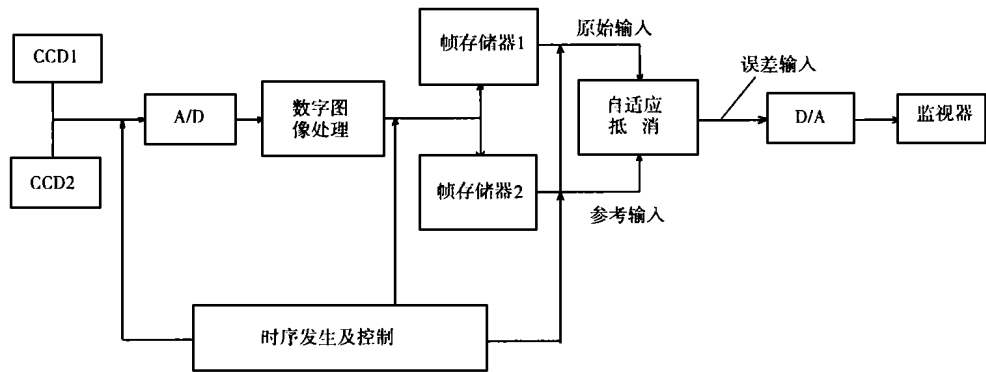 CCD1
CCD2
A/D
数字图
像处理
帧存储器1
帧存储器2
原始输入
参考输入
自适应
抵 消
误差输入
D/A
监视器
时序发生及控制